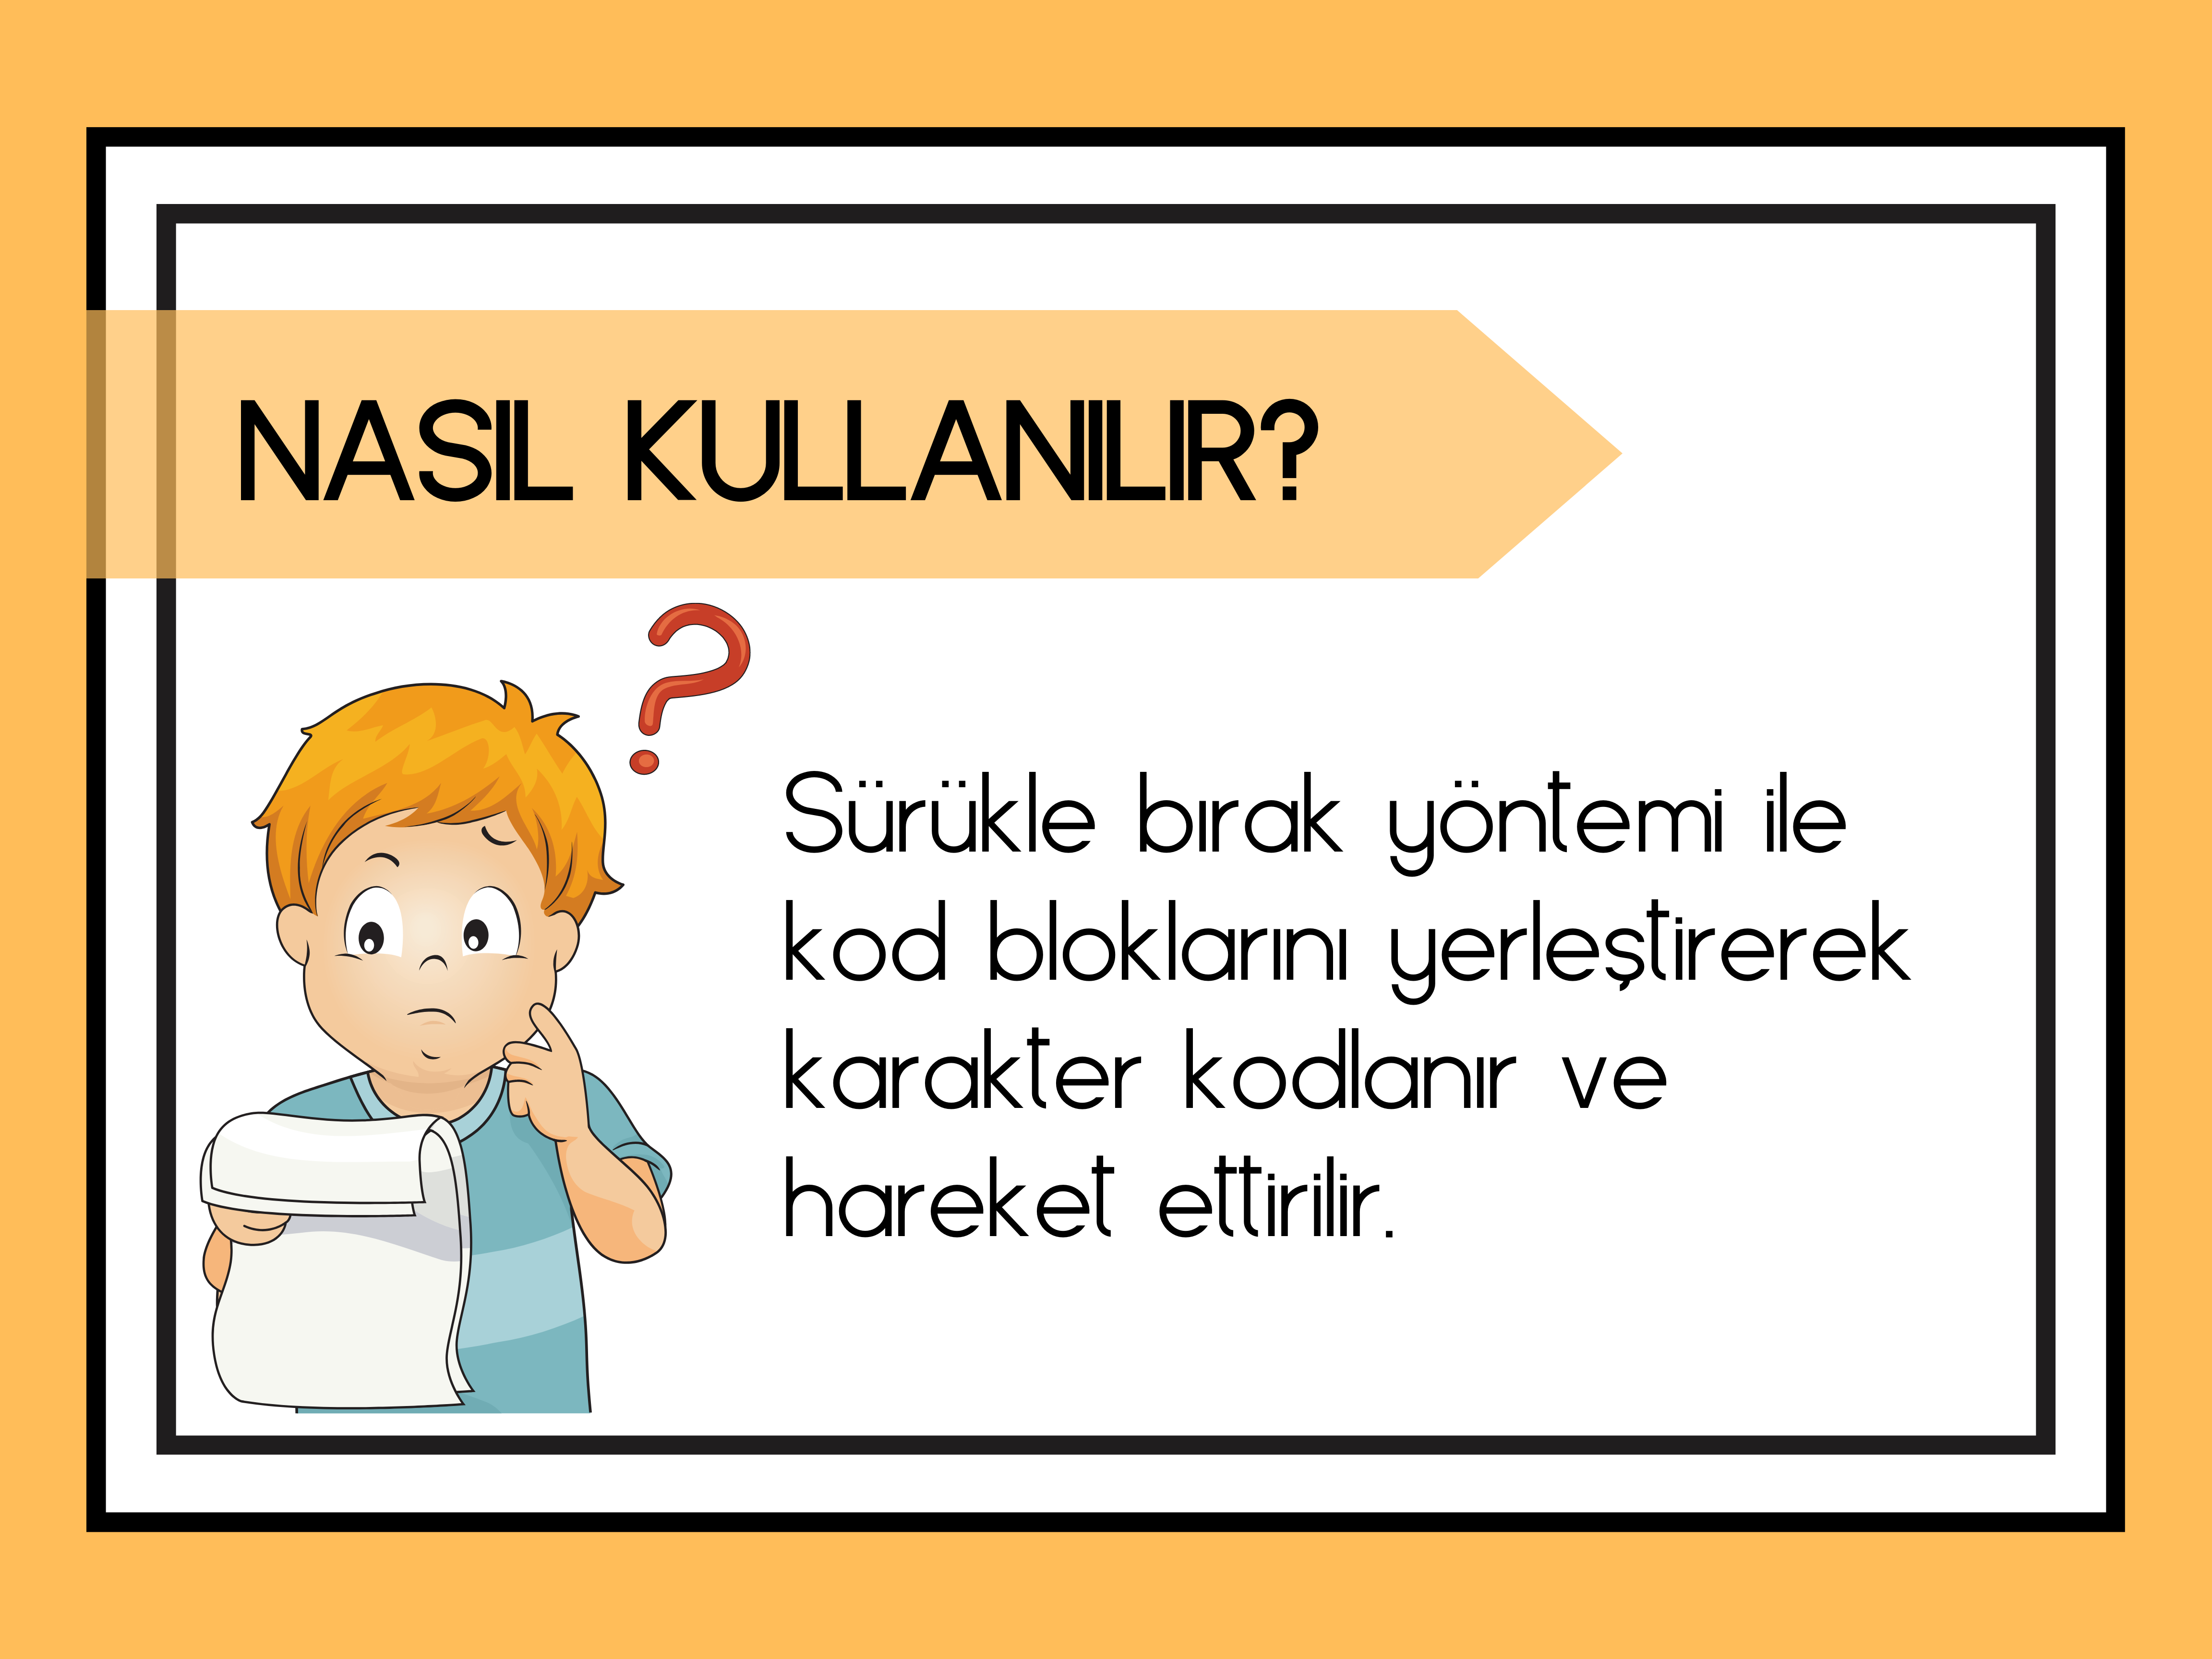 NASIL KULLANILIR?
Sürükle bırak yöntemi ile
kod bloklarını yerleştirerek
karakter kodlanır ve
hareket ettirilir.